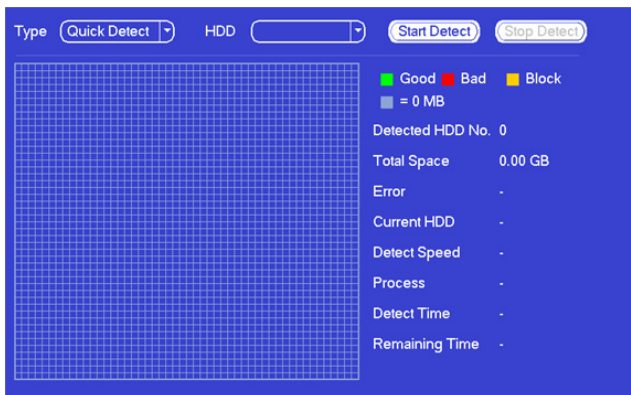 Type Quick Detect HDD Start Detect Stop Detect
Good Bad Block
= 0 MB
Detected HDD No. 0
Total Space 0.00 GB
Error -
Current HDD -
Detect Speed -
Process -
Detect Time -
Remaining Time -